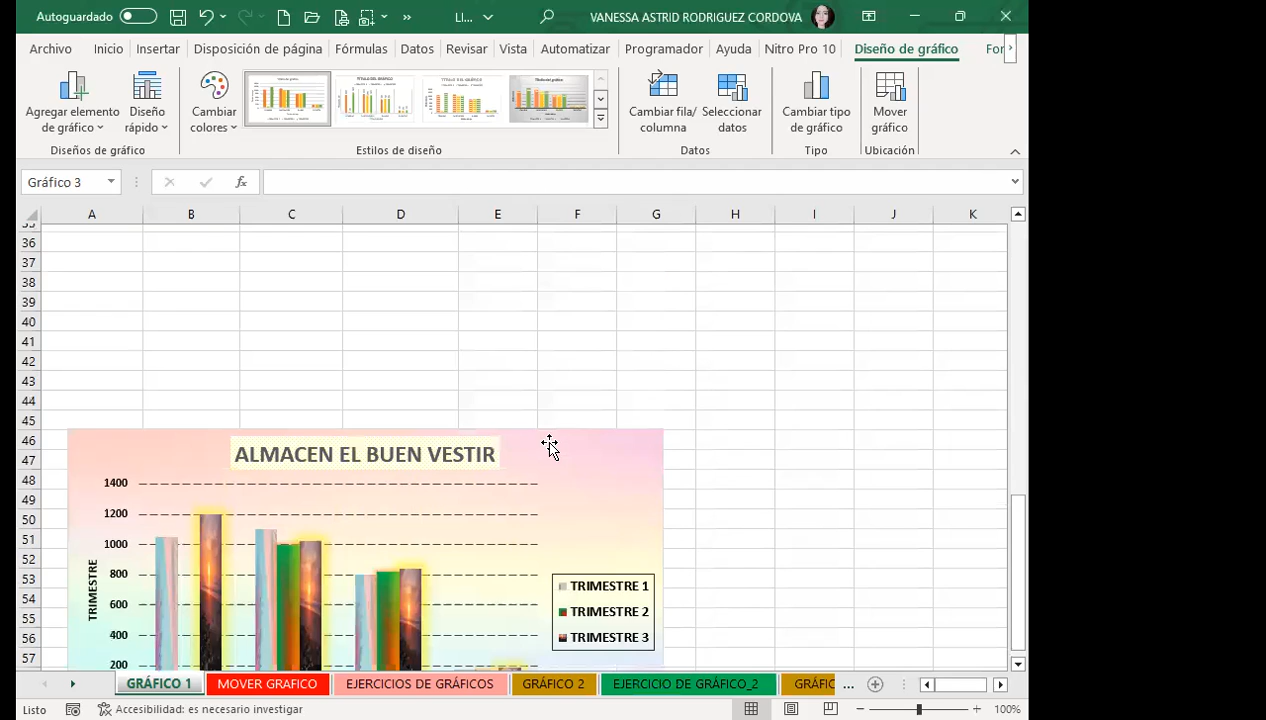 Autoguardado
LI...
VANESSA ASTRID RODRIGUEZ CORDOVA
Archivo Inicio Insertar Disposición de página Fórmulas Datos Revisar Vista Automatizar Programador Ayuda Nitro Pro 10 Diseño de gráfico For
Agregar elemento de gráfico
Diseño rápido
Cambiar colores
Cambiar fila/ columna
Seleccionar datos
Cambiar tipo de gráfico
Mover gráfico
Diseños de gráfico Estilos de diseño Datos Tipo Ubicación
Gráfico 3
fx
A B C D E F G H I J K
35
36
37
38
39
40
41
42
43
44
45
46
47
48
49
50
51
52
53
54
55
56
57
ALMACEN EL BUEN VESTIR
1400
1200
1000
800
600
400
200
TRIMESTRE
TRIMESTRE 1
TRIMESTRE 2
TRIMESTRE 3
GRÁFICO 1 MOVER GRAFICO EJERCICIOS DE GRÁFICOS GRÁFICO 2 EJERCICIO DE GRÁFICO_2 GRÁFIC ...
Listo Accesibilidad: es necesario investigar 100%